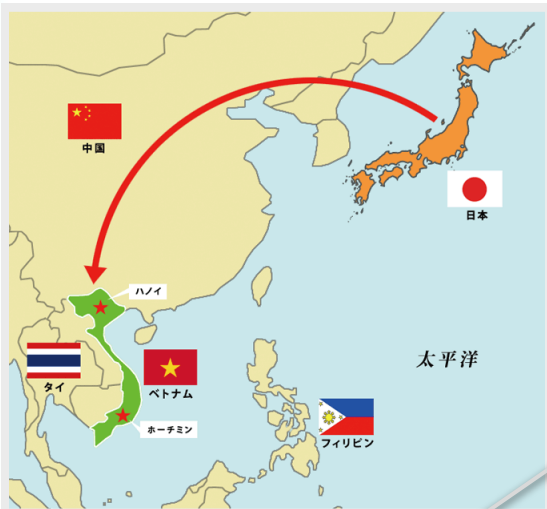 中国
日本
ハノイ
太平洋
タイ
ベトナム
ホーチミン
フィリピン